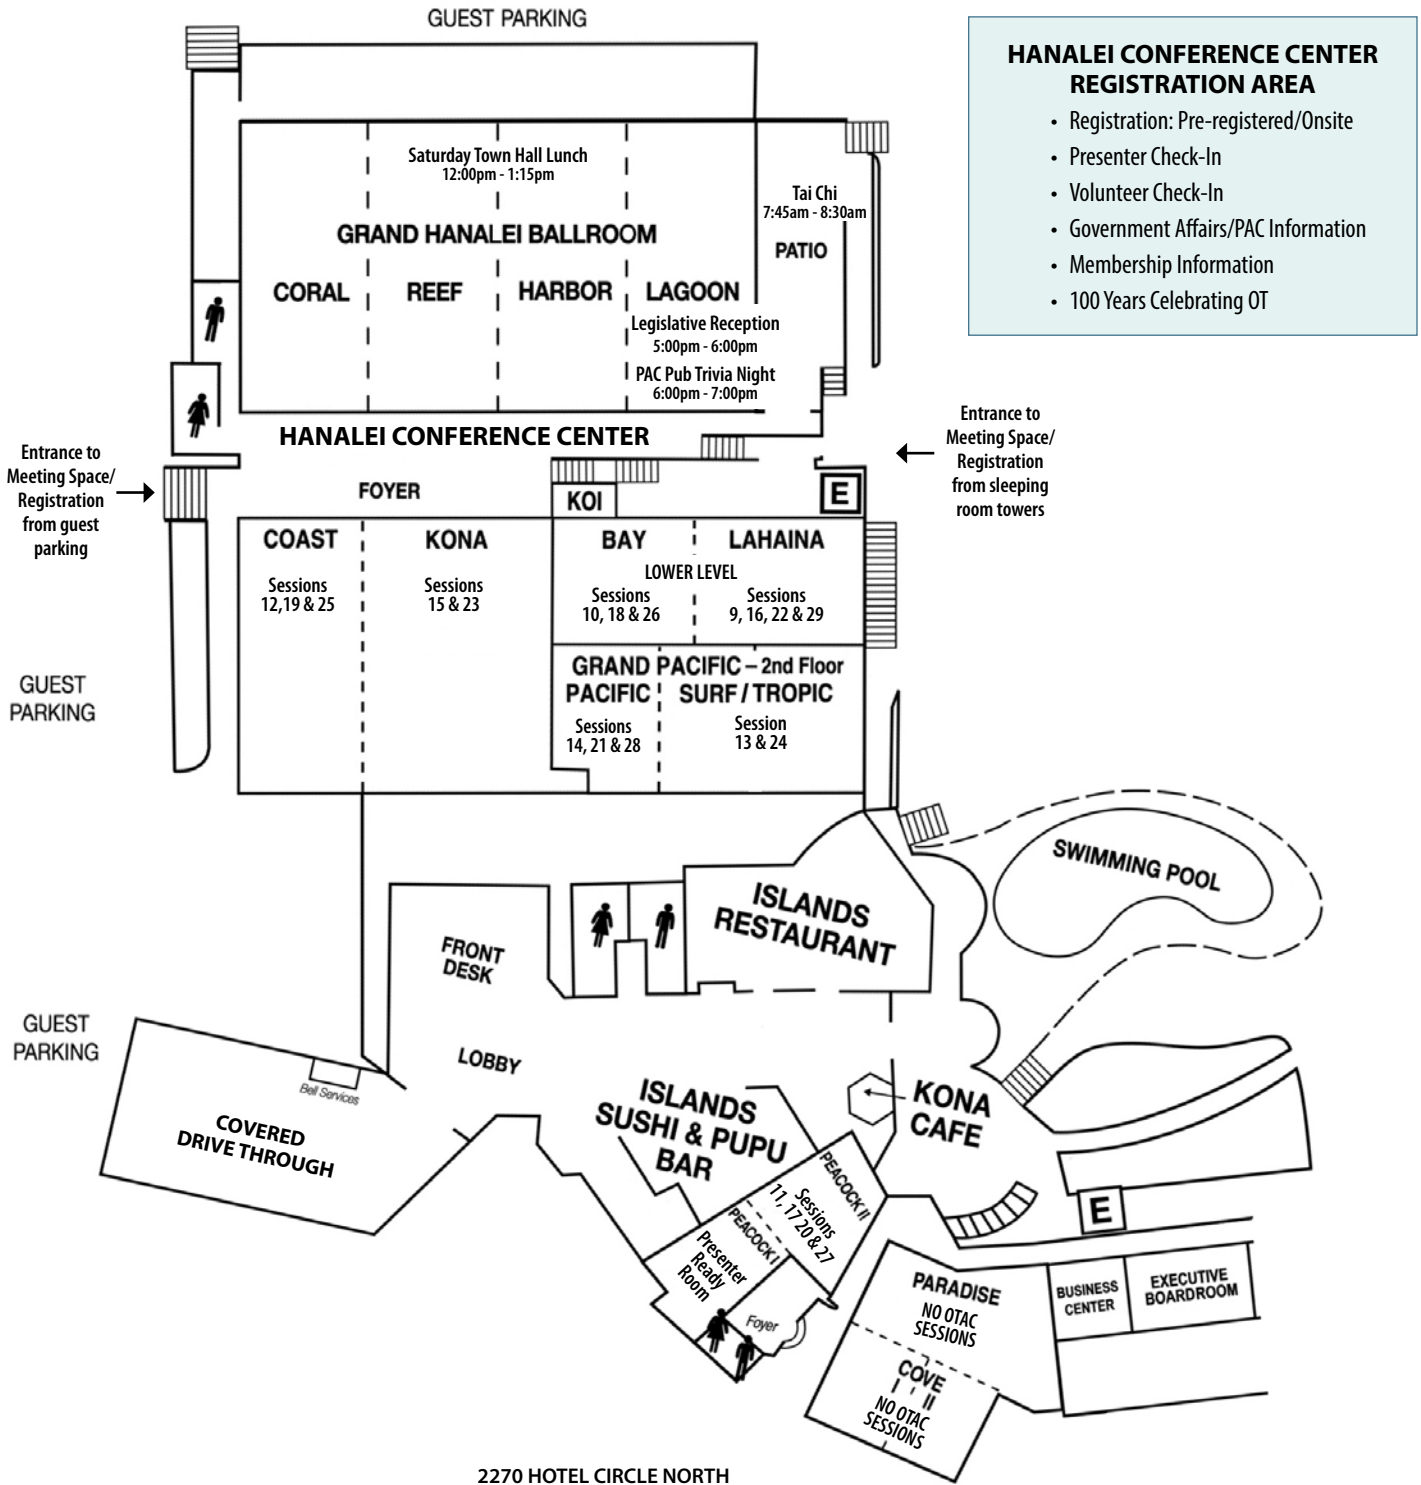 GUEST PARKING
HANALEI CONFERENCE CENTER
REGISTRATION AREA
• Registration: Pre-registered/Onsite
• Presenter Check-In
• Volunteer Check-In
• Government Affairs/PAC Information
• Membership Information
• 100 Years Celebrating OT
Saturday Town Hall Lunch
12:00pm - 1:15pm
Tai Chi
7:45am - 8:30am
PATIO
GRAND HANALEI BALLROOM
CORAL
REEF
HARBOR
LAGOON
Legislative Reception
5:00pm - 6:00pm
PAC Pub Trivia Night
6:00pm - 7:00pm
HANALEI CONFERENCE CENTER
Entrance to
Meeting Space/
Registration
from guest
parking
Entrance to
Meeting Space/
Registration
from sleeping
room towers
FOYER
KOI
E
COAST
Sessions
12,19 & 25
KONA
Sessions
15 & 23
BAY
LAHAINA
LOWER LEVEL
Sessions
10, 18 & 26
Sessions
9, 16, 22 & 29
GRAND PACIFIC – 2nd Floor
PACIFIC
SURF / TROPIC
Sessions
14, 21 & 28
Session
13 & 24
GUEST
PARKING
SWIMMING POOL
ISLANDS
RESTAURANT
FRONT
DESK
LOBBY
GUEST
PARKING
Bell Services
COVERED
DRIVE THROUGH
ISLANDS
SUSHI & PUPU
BAR
KONA
CAFE
PEACOCK II
Sessions
11, 17 20 & 27
PEACOCK I
Presenter
Ready
Room
Foyer
E
PARADISE
NO OTAC
SESSIONS
COVE
I II
NO OTAC
SESSIONS
BUSINESS
CENTER
EXECUTIVE
BOARDROOM
2270 HOTEL CIRCLE NORTH